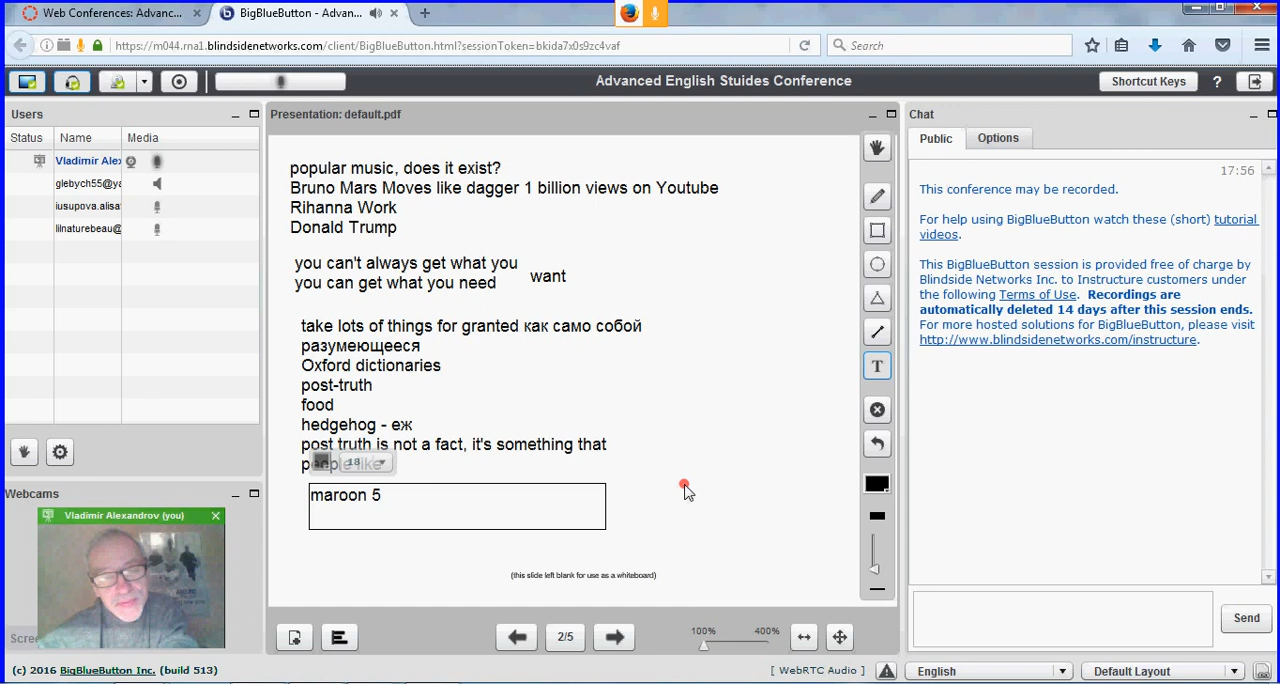 Web Conferences: Advanc...
BigBlueButton - Advan...
https://m044.rna1.blindsidenetworks.com/client/BigBlueButton.html?sessionToken=bkida7x0s9zc4vaf
Search
Advanced English Stuides Conference
Shortcut Keys
?
Users
Status Name Media
Vladimir Alex
glebych55@ya
iusupova.alisa
lilnaturebeau@
Webcams
Vladimir Alexandrov (you)
Presentation: default.pdf
popular music, does it exist?
Bruno Mars Moves like dagger 1 billion views on Youtube
Rihanna Work
Donald Trump
you can't always get what you
want
you can get what you need
take lots of things for granted как само собой
разумеющееся
Oxford dictionaries
post-truth
food
hedgehog - еж
post truth is not a fact, it's something that
people like
18
maroon 5
(this slide left blank for use as a whiteboard)
T
2/5
100% 400%
Chat
Public Options
17:56
This conference may be recorded.
For help using BigBlueButton watch these (short) tutorial
videos.
This BigBlueButton session is provided free of charge by
Blindside Networks Inc. to Instructure customers under
the following Terms of Use. Recordings are
automatically deleted 14 days after this session ends.
For more hosted solutions for BigBlueButton, please visit
http://www.blindsidenetworks.com/instructure.
Send
(c) 2016 BigBlueButton Inc. (build 513)
[ WebRTC Audio ]
English
Default Layout